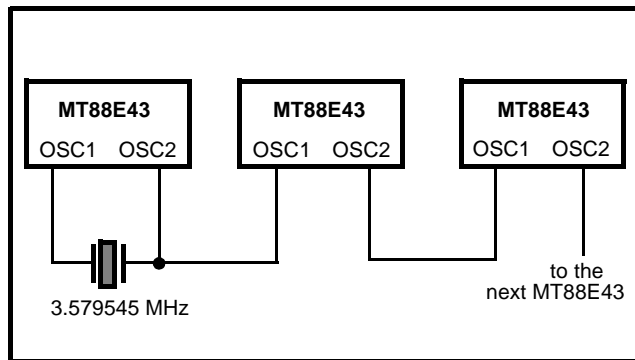 MT88E43
OSC1 OSC2
MT88E43
OSC1 OSC2
MT88E43
OSC1 OSC2
3.579545 MHz
to the
next MT88E43